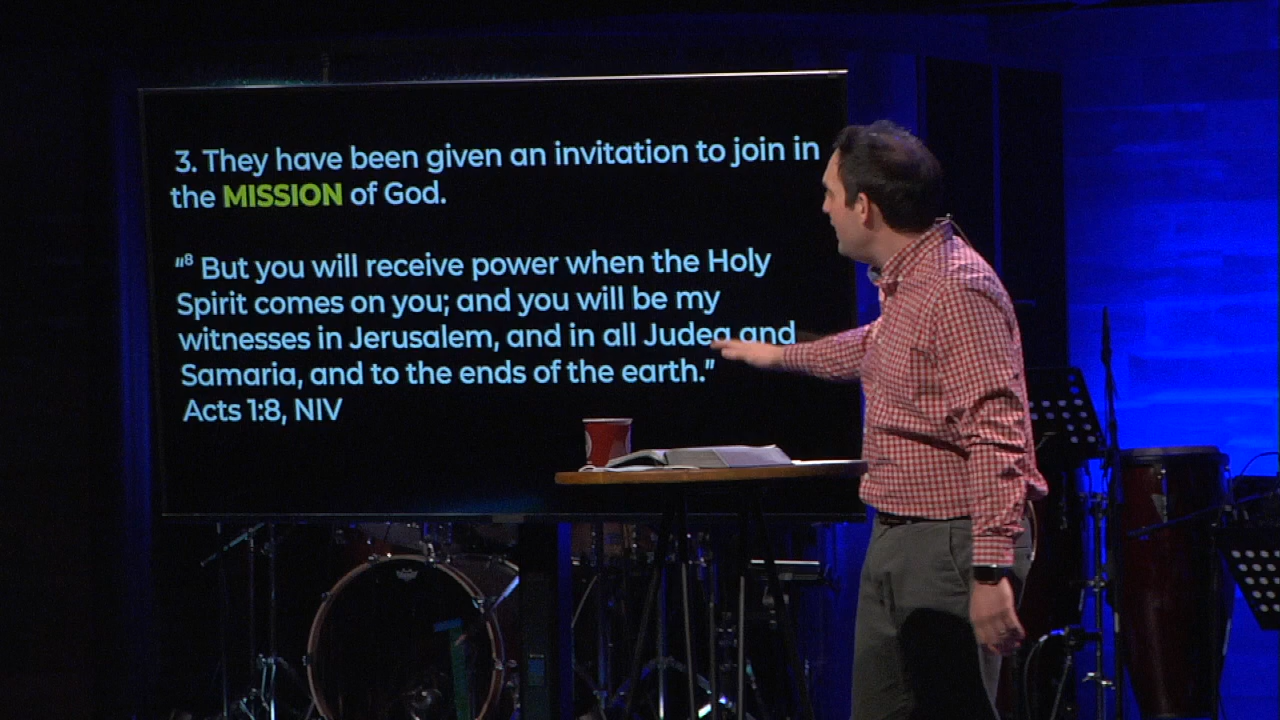 3. They have been given an invitation to join in
the MISSION of God.
"⁸ But you will receive power when the Holy
Spirit comes on you; and you will be my
witnesses in Jerusalem, and in all Judea and
Samaria, and to the ends of the earth.”
Acts 1:8, NIV